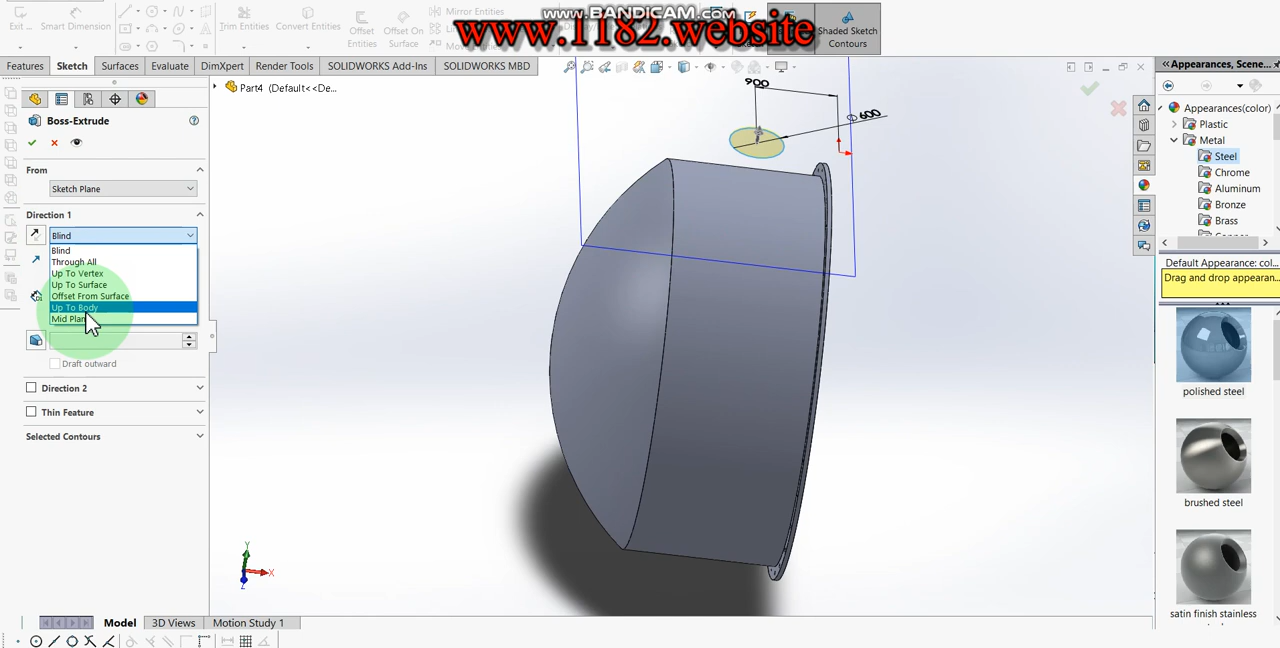 www.BANDICAM.COM
www.1182.website
Exit ...
Smart Dimension
Trim Entities
Convert Entities
Offset Entities
Offset On Surface
Mirror Entities
Shaded Sketch Contours
Features
Sketch
Surfaces
Evaluate
DimXpert
Render Tools
SOLIDWORKS Add-Ins
SOLIDWORKS MBD
Part4 (Default<<De...
Boss-Extrude
From
Sketch Plane
Direction 1
Blind
Blind
Through All
Up To Vertex
Up To Surface
Offset From Surface
Up To Body
Draft outward
Direction 2
Thin Feature
Selected Contours
900
600
Y
X
Z
Model
3D Views
Motion Study 1
Appearances, Scene...
Appearances(color)
Plastic
Metal
Steel
Chrome
Aluminum
Bronze
Brass
Default Appearance: col...
Drag and drop appearan...
polished steel
brushed steel
satin finish stainless